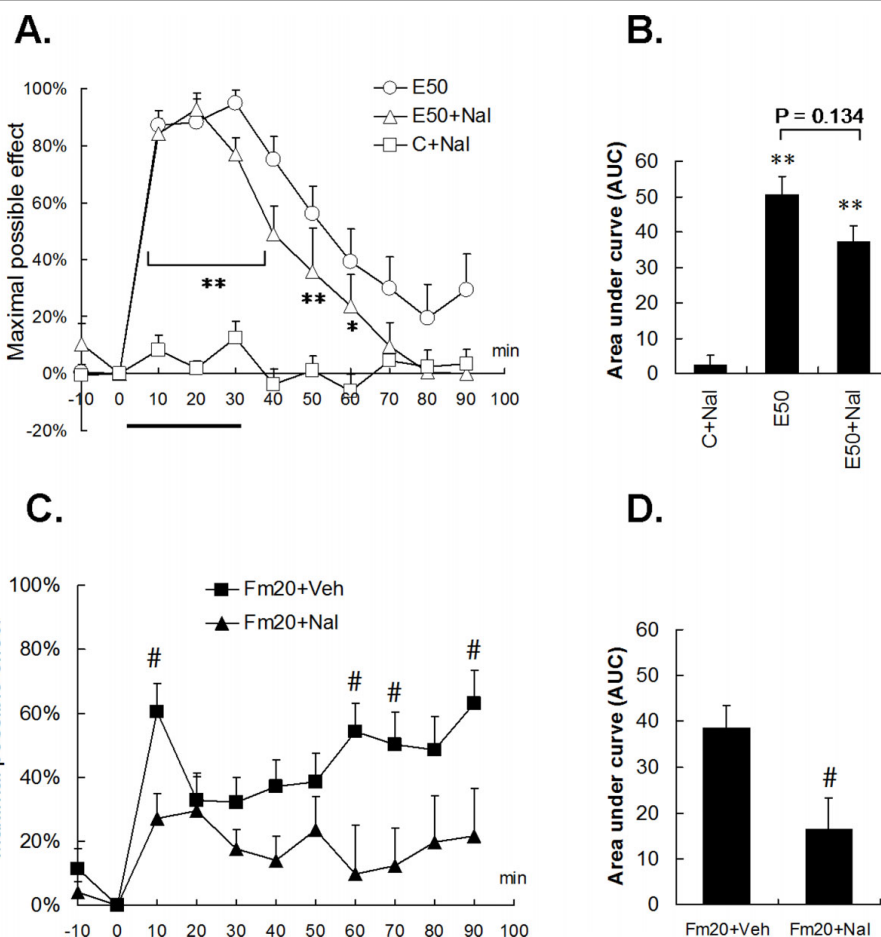 A.
Maximal possible effect
100%
80%
60%
40%
20%
0%
-20%
E50
E50+Nal
C+Nal
**
**
*
min
-10 0 10 20 30 40 50 60 70 80 90 100
B.
P = 0.134
Area under curve (AUC)
60
50
40
30
20
10
0
**
**
C+Nal
E50
E50+Nal
C.
100%
80%
60%
40%
20%
0%
Fm20+Veh
Fm20+Nal
#
#
#
#
min
-10 0 10 20 30 40 50 60 70 80 90 100
D.
Area under curve (AUC)
60
50
40
30
20
10
0
#
Fm20+Veh Fm20+Nal